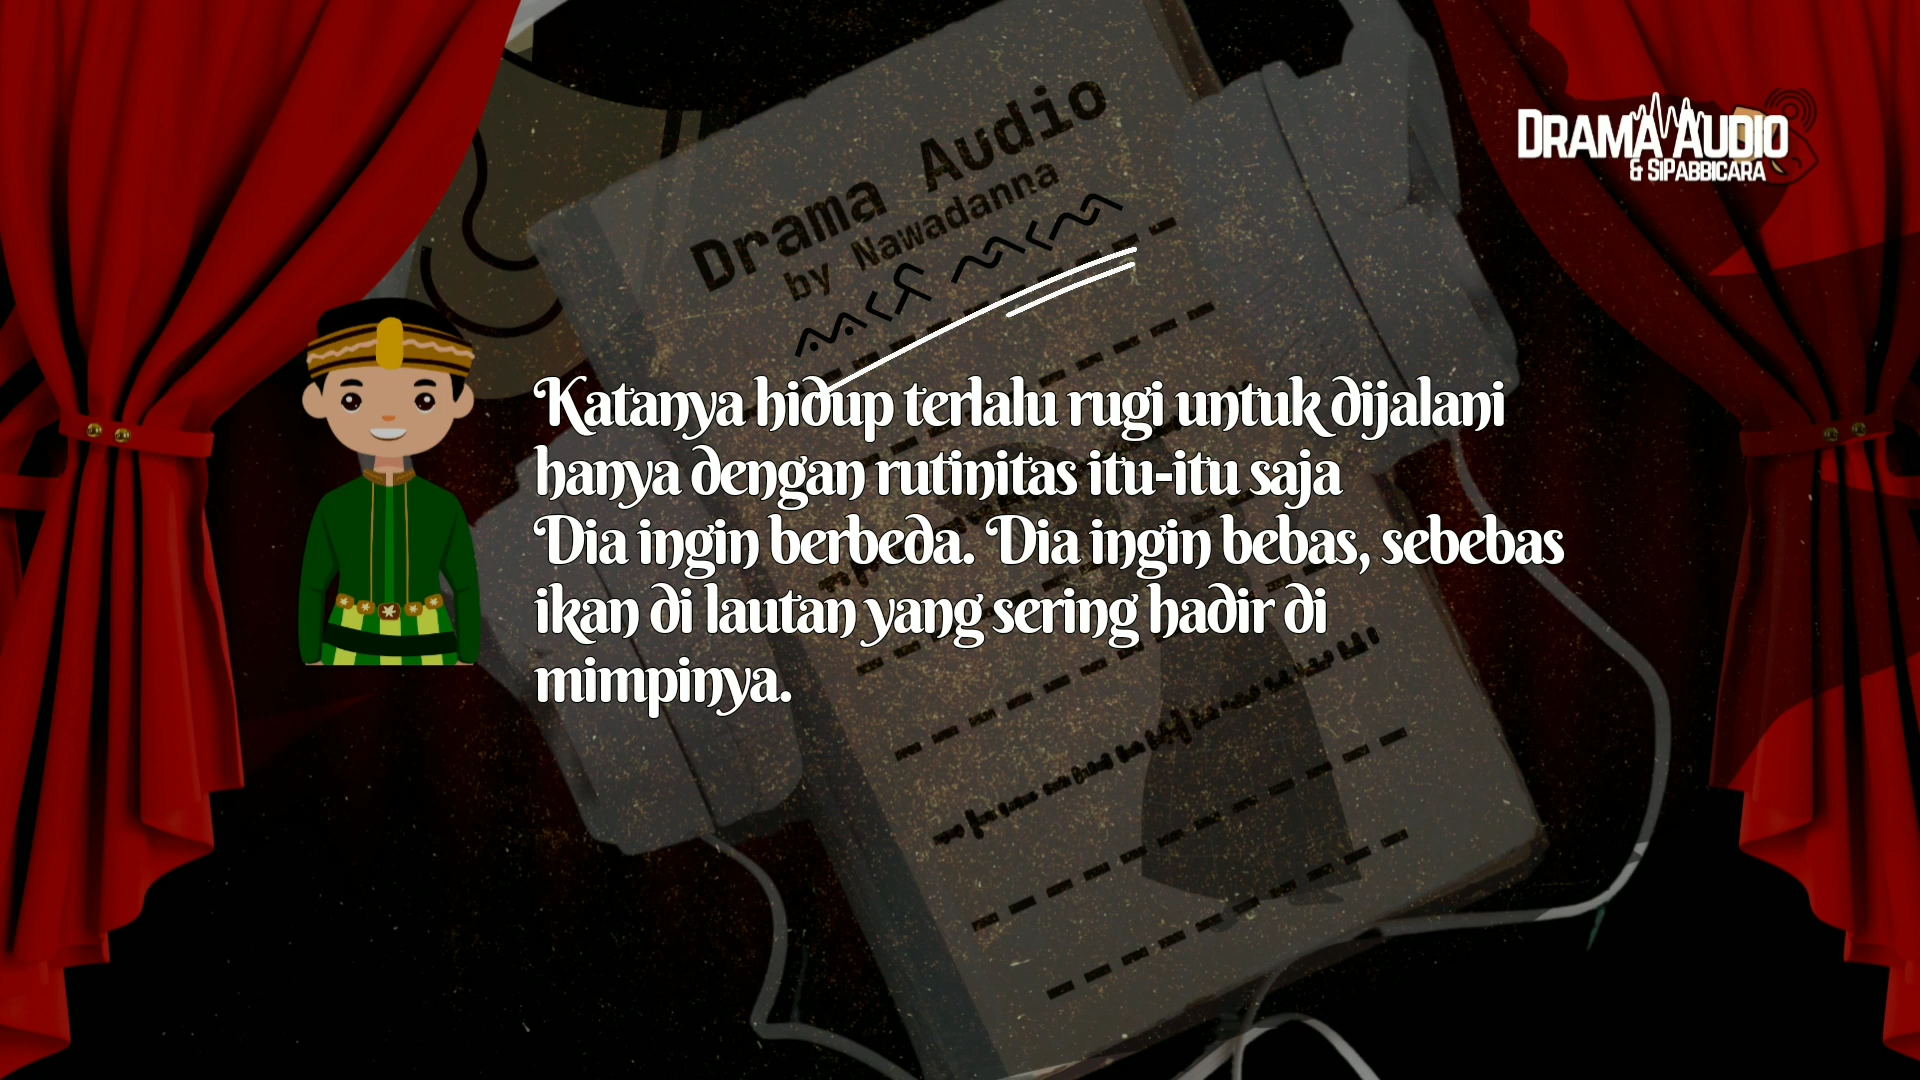 DRAMA AUDIO
& SIPABBICARA
Drama Audio
by Nawadanna
Katanya hidup terlalu rugi untuk dijalani
hanya dengan rutinitas itu-itu saja
Dia ingin berbeda. Dia ingin bebas, sebebas
ikan di lautan yang sering hadir di
mimpinya.